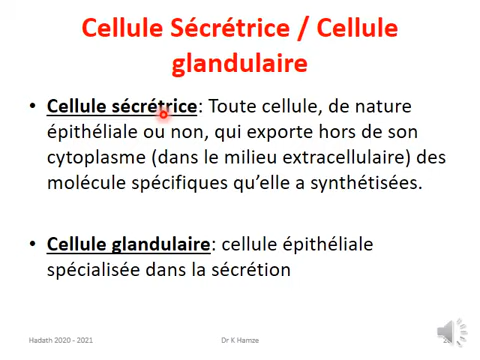 Cellule Sécrétrice / Cellule
glandulaire
• Cellule sécrétrice: Toute cellule, de nature
épithéliale ou non, qui exporte hors de son
cytoplasme (dans le milieu extracellulaire) des
molécule spécifiques qu'elle a synthétisées.
• Cellule glandulaire: cellule épithéliale
spécialisée dans la sécrétion
Hadath 2020 - 2021 Dr K Hamze